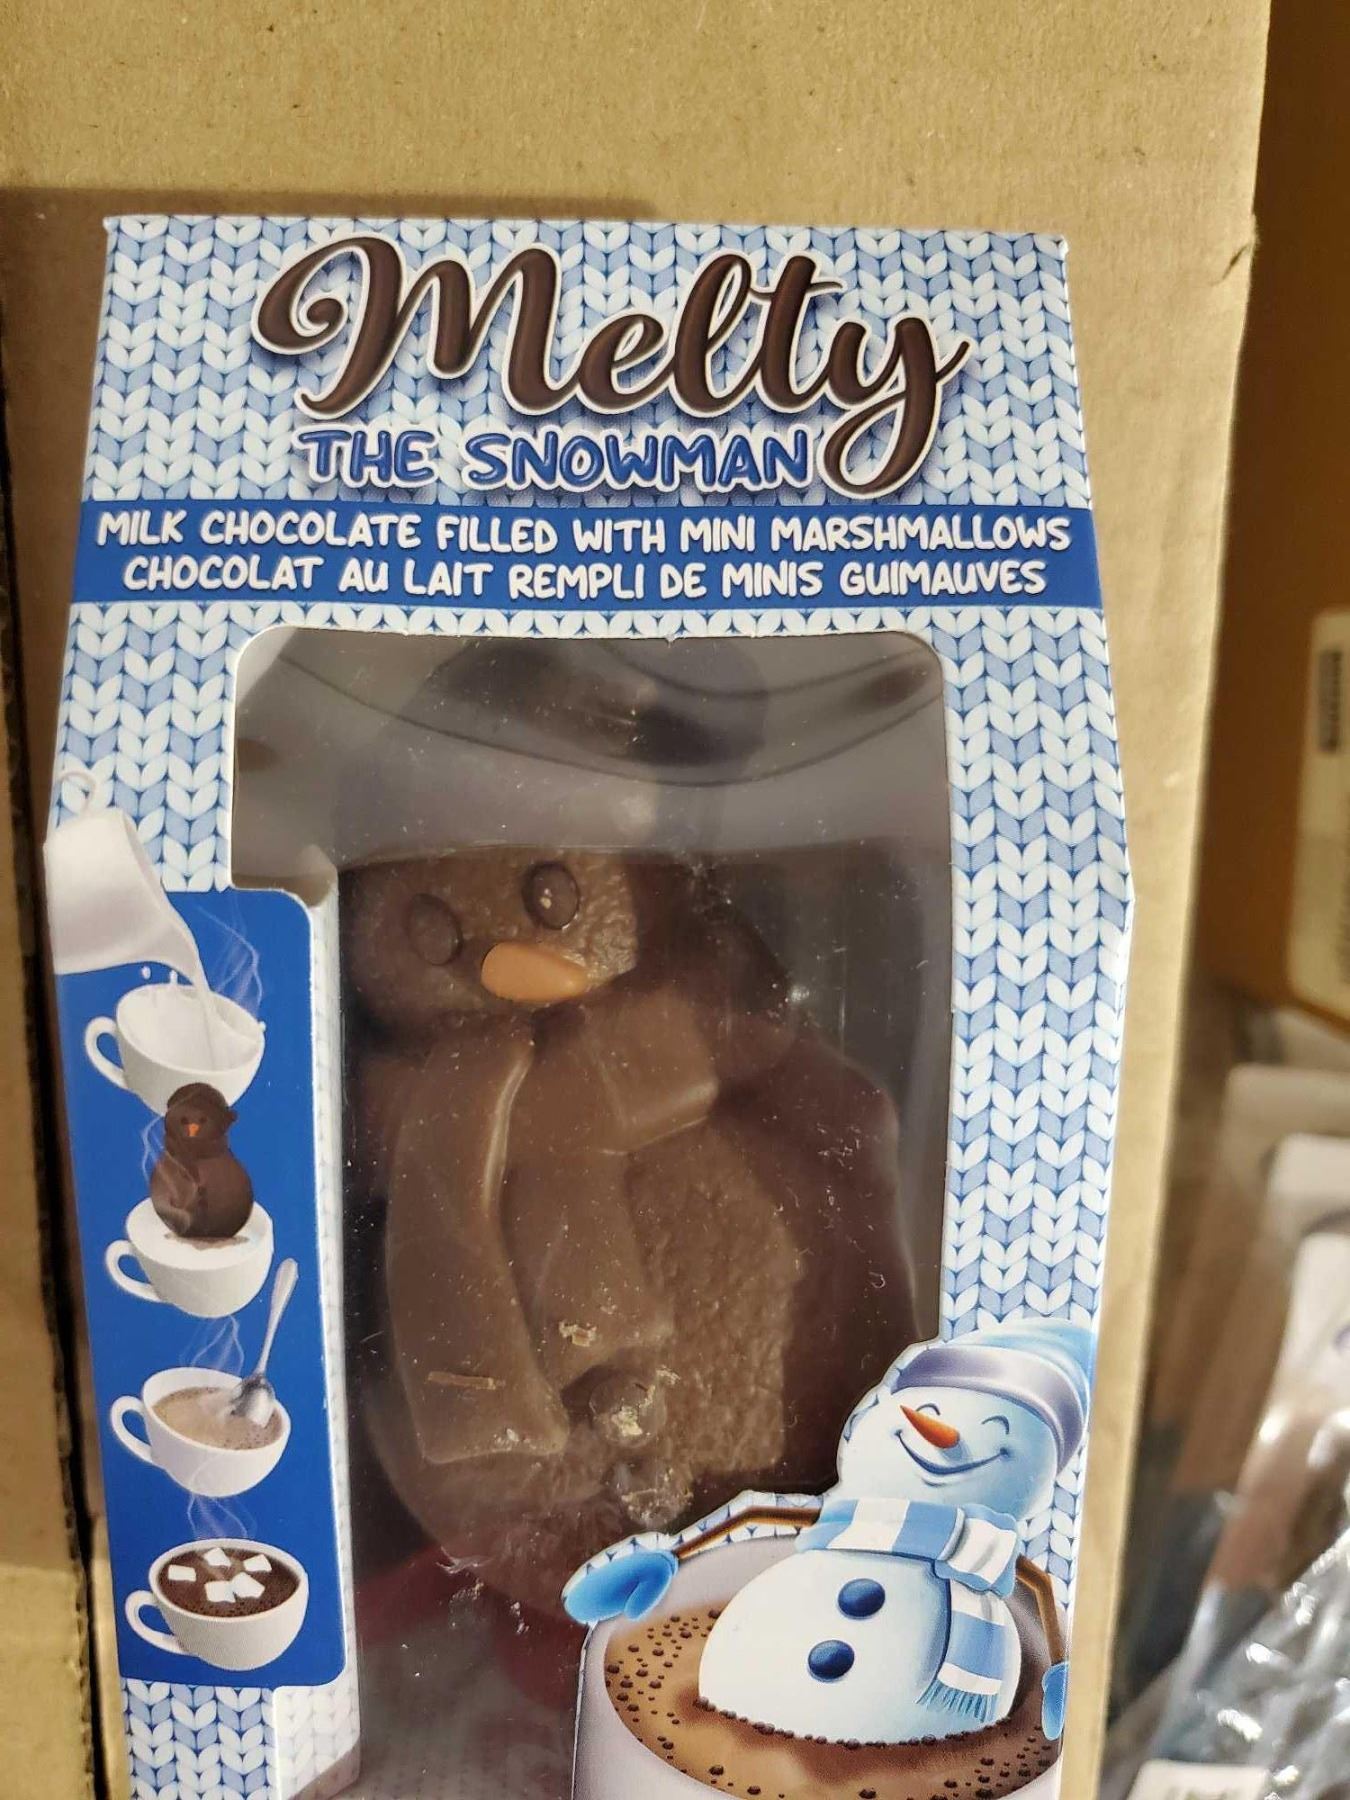 Melty
THE SNOWMAN
MILK CHOCOLATE FILLED WITH MINI MARSHMALLOWS
CHOCOLAT AU LAIT REMPLI DE MINIS GUIMAUVES